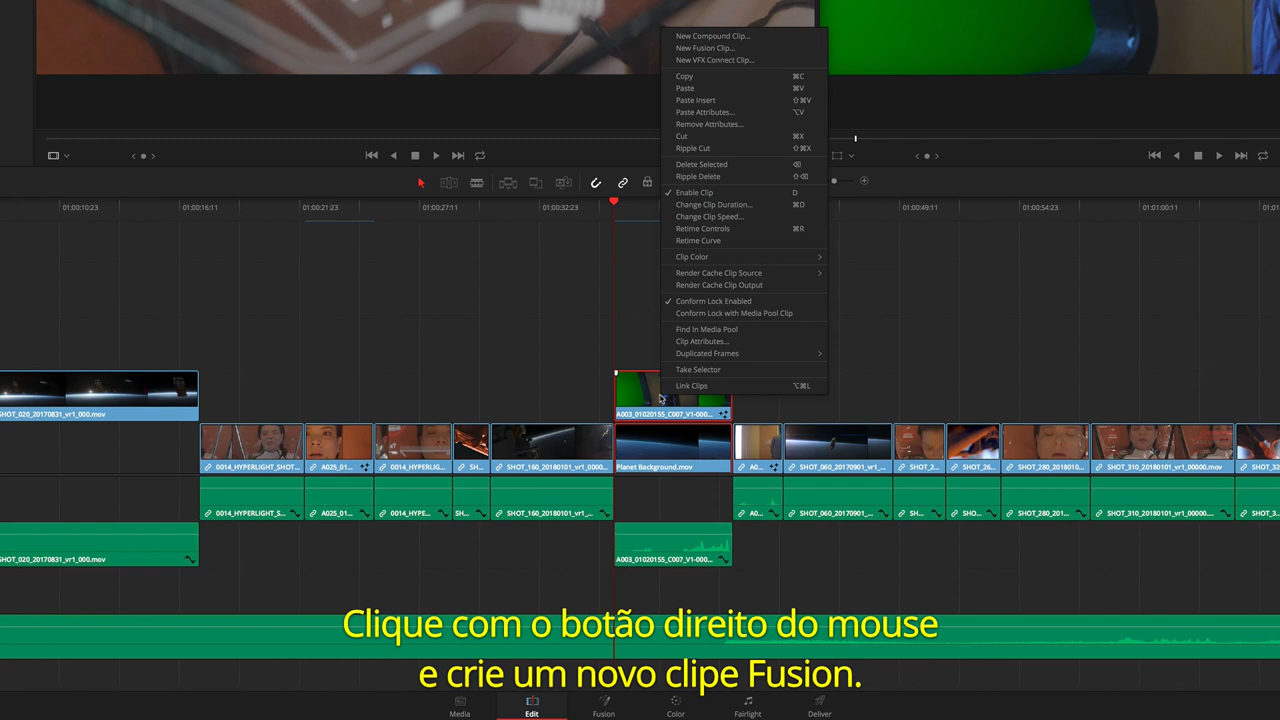 New Compound Clip...
New Fusion Clip...
New VFX Connect Clip...
Copy ⌘C
Paste ⌘V
Paste Insert ⇧⌘V
Paste Attributes... ⌥V
Remove Attributes...
Cut ⌘X
Ripple Cut ⇧⌘X
Delete Selected ⌫
Ripple Delete ⇧⌫
Enable Clip D
Change Clip Duration... ⌘D
Change Clip Speed...
Retime Controls ⌘R
Retime Curve
Clip Color
Render Cache Clip Source
Render Cache Clip Output
Conform Lock Enabled
Conform Lock with Media Pool Clip
Find In Media Pool
Clip Attributes...
Duplicated Frames
Take Selector
Link Clips ⌥⌘L
01:00:10:23 01:00:16:11 01:00:21:23 01:00:27:11 01:00:32:23 01:00:49:11 01:00:54:23 01:01:00:11 01:01
SHOT_020_20170831_vr1_000.mov A003_01020155_C007_V1-000...
0014_HYPERLIGHT_SHOT... A025_01... 0014_HYPERLIG... SH... SHOT_160_20180101_vr1_0000... Planet Background.mov A0... SHOT_060_20170901_vr1_... SHOT_2... SHOT_26... SHOT_280_2018010... SHOT_310_20180101_vr1_00000.mov SHOT_32
0014_HYPERLIGHT_S... A025_01... 0014_HYPE... SH... SHOT_160_20180101_vr1_... A0... SHOT_060_20170901_... SH... SHO... SHOT_280_201... SHOT_310_20180101_vr1_00000... SHOT_3
SHOT_020_20170831_vr1_000.mov A003_01020155_C007_V1-000...
Clique com o botão direito do mouse
e crie um novo clipe Fusion.
Media Edit Fusion Color Fairlight Deliver